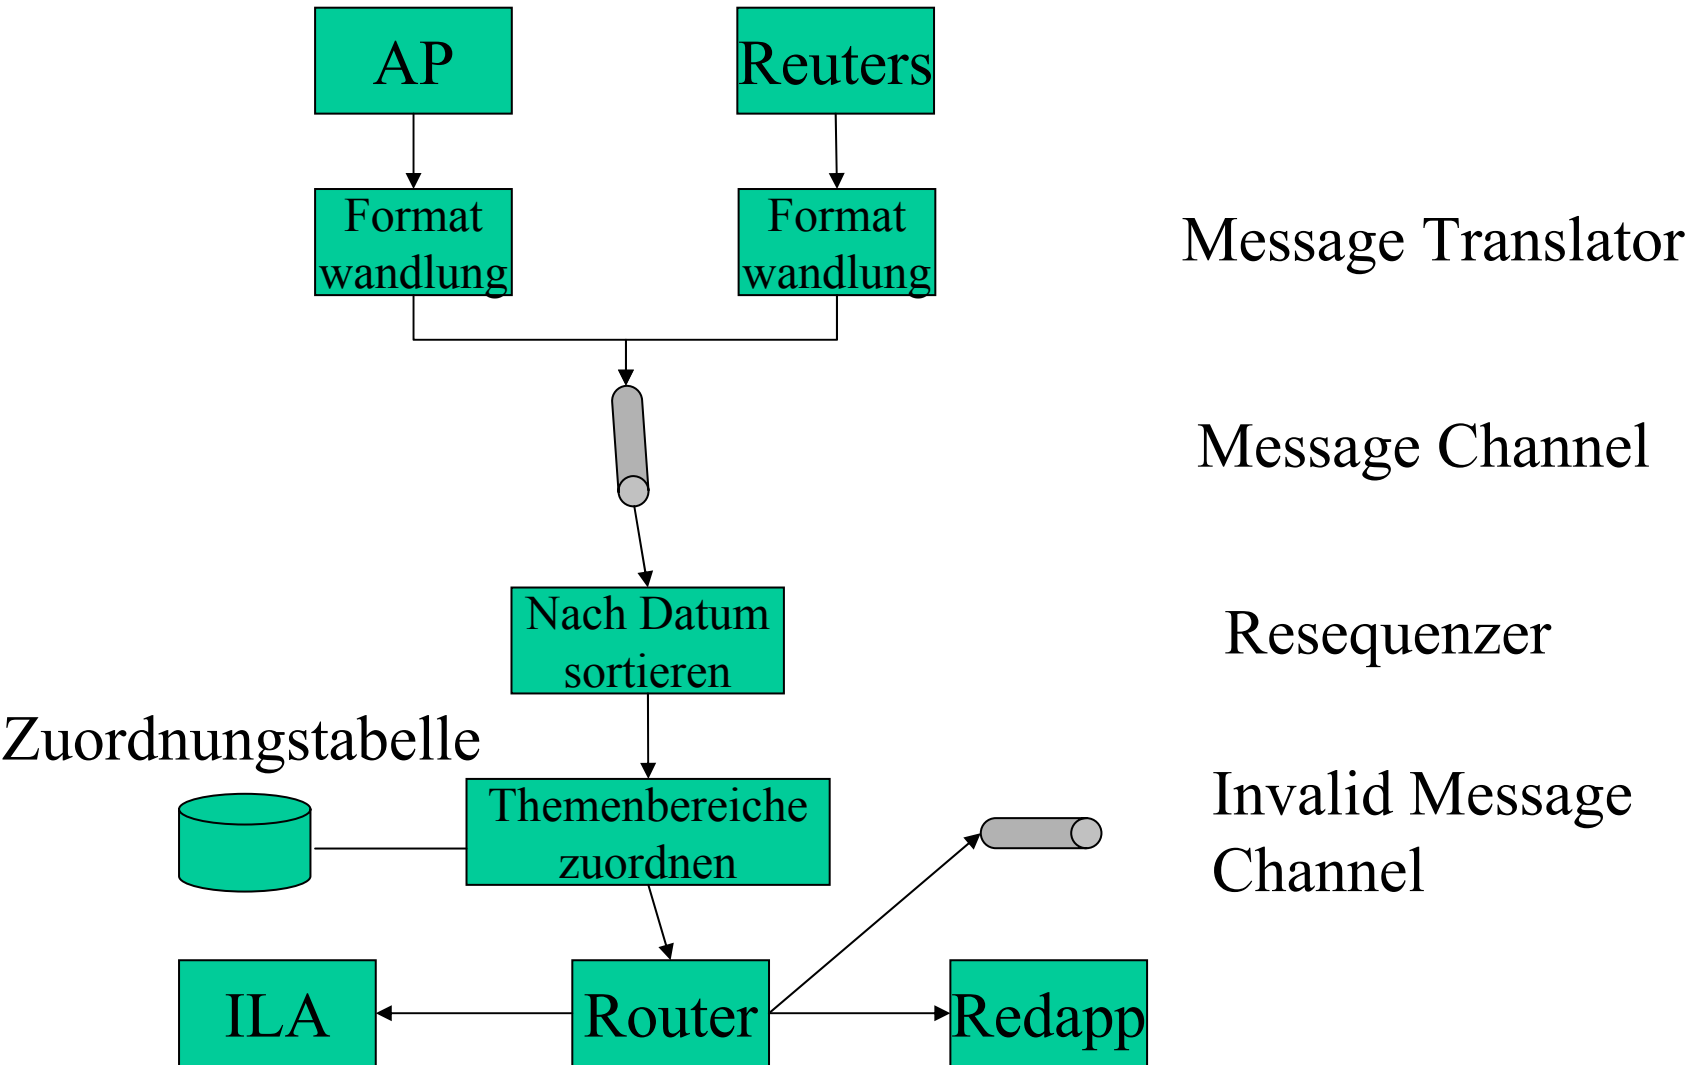 AP
Reuters
Format
wandlung
Format
wandlung
Message Translator
Message Channel
Nach Datum
sortieren
Resequenzer
Zuordnungstabelle
Themenbereiche
zuordnen
Invalid Message
Channel
ILA
Router
Redapp